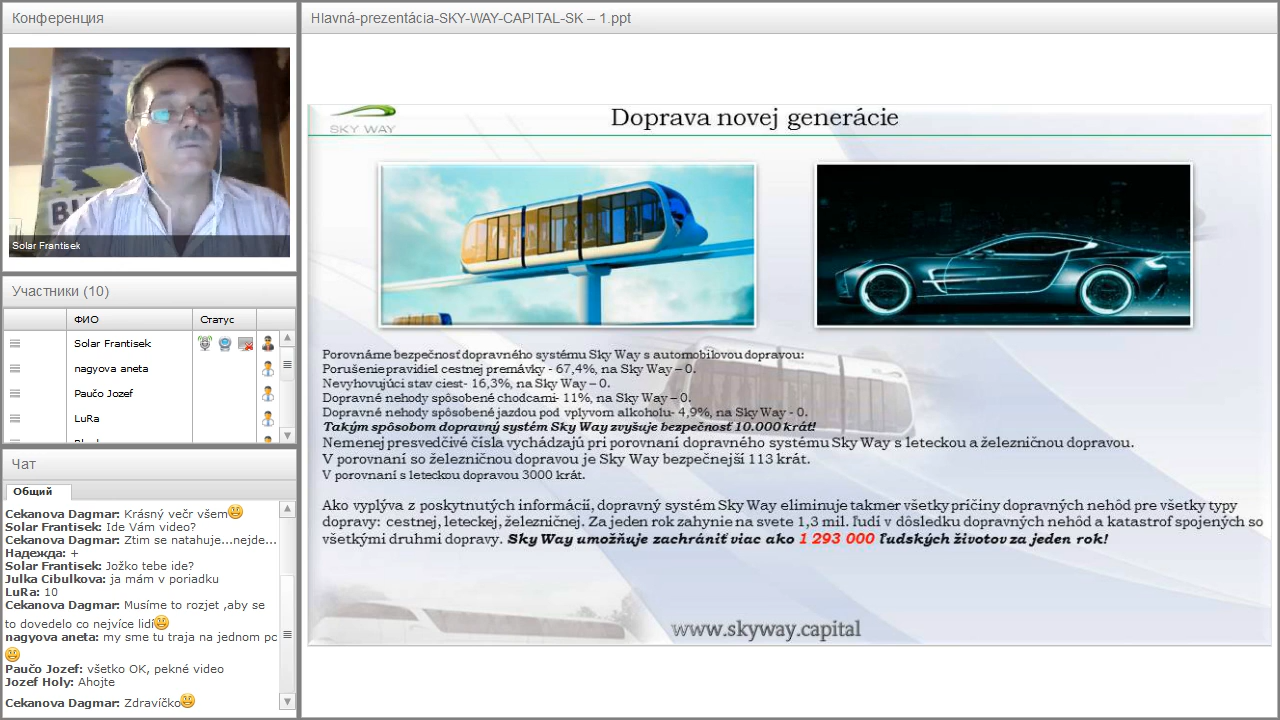 Конференция
Solar Frantisek
Участники (10)
ФИО
Статус
Solar Frantisek
nagyova aneta
Paučo Jozef
LuRa
Чат
Общий
Cekanova Dagmar: Krásný večr všem
Solar Frantisek: Ide Vám video?
Cekanova Dagmar: Ztim se natahuje...nejde...
Надежда: +
Solar Frantisek: Jožko tebe ide?
Julka Cibulkova: ja mám v poriadku
LuRa: 10
Cekanova Dagmar: Musíme to rozjet ,aby se
to dovedelo co nejvíce lidí
nagyova aneta: my sme tu traja na jednom pc
Paučo Jozef: všetko OK, pekné video
Jozef Holy: Ahojte
Cekanova Dagmar: Zdravíčko
Hlavná-prezentácia-SKY-WAY-CAPITAL-SK – 1.ppt
SKY WAY
Doprava novej generácie
Porovnáme bezpečnosť dopravného systému Sky Way s automobilovou dopravou:
Porušenie pravidiel cestnej premávky - 67,4%, na Sky Way – 0.
Nevyhovujúci stav ciest- 16,3%, na Sky Way – 0.
Dopravné nehody spôsobené chodcami- 11%, na Sky Way – 0.
Dopravné nehody spôsobené jazdou pod vplyvom alkoholu- 4,9%, na Sky Way - 0.
Takým spôsobom dopravný systém Sky Way zvyšuje bezpečnosť 10.000 krát!
Nemenej presvedčivé čísla vychádzajú pri porovnaní dopravného systému Sky Way s leteckou a železničnou dopravou.
V porovnaní so železničnou dopravou je Sky Way bezpečnejší 113 krát.
V porovnaní s leteckou dopravou 3000 krát.
Ako vyplýva z poskytnutých informácií, dopravný systém Sky Way eliminuje takmer všetky príčiny dopravných nehôd pre všetky typy
dopravy: cestnej, leteckej, železničnej. Za jeden rok zahynie na svete 1,3 mil. ľudí v dôsledku dopravných nehôd a katastrof spojených so
všetkými druhmi dopravy. Sky Way umožňuje zachrániť viac ako 1 293 000 ľudských životov za jeden rok!
www.skyway.capital